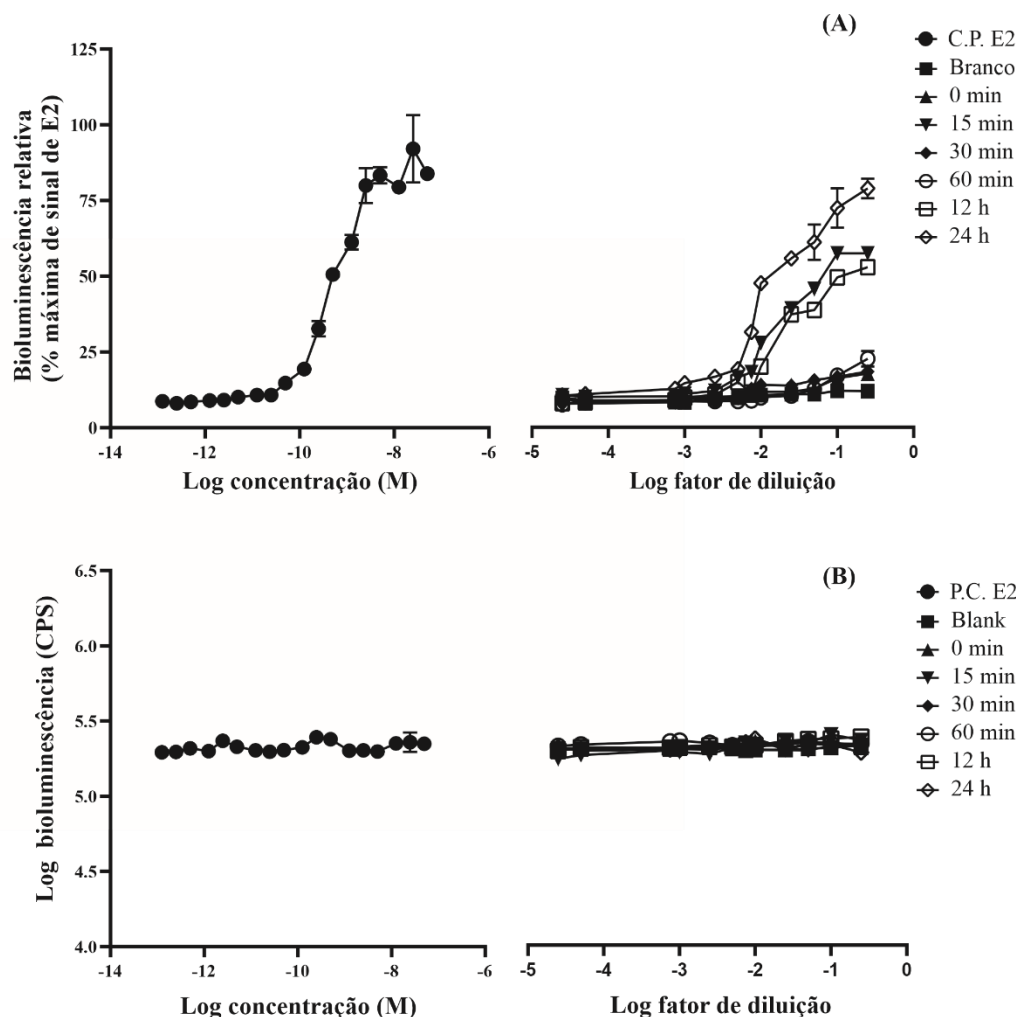 (A)
Bioluminescência relativa
(% máxima de sinal de E2)
125
100
75
50
25
0
-14
-12
-10
-8
-6
Log concentração (M)
-5
-4
-3
-2
-1
0
Log fator de diluição
C.P. E2
Branco
0 min
15 min
30 min
60 min
12 h
24 h
(B)
Log bioluminescência (CPS)
6.5
6.0
5.5
5.0
4.5
4.0
-14
-12
-10
-8
-6
Log concentração (M)
-5
-4
-3
-2
-1
0
Log fator de diluição
P.C. E2
Blank
0 min
15 min
30 min
60 min
12 h
24 h